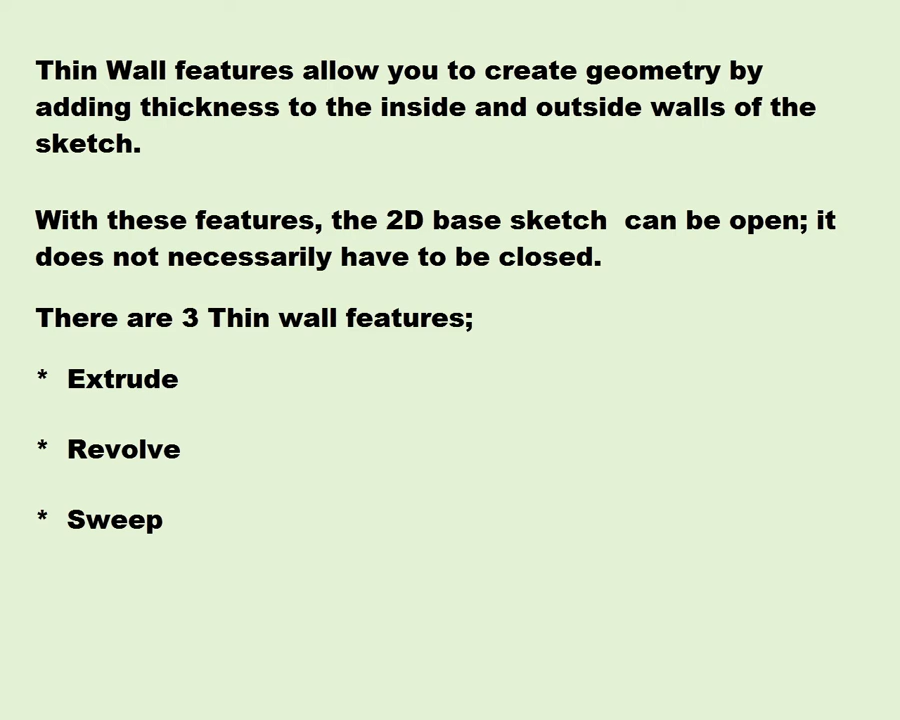 Thin Wall features allow you to create geometry by
adding thickness to the inside and outside walls of the
sketch.
With these features, the 2D base sketch  can be open; it
does not necessarily have to be closed.
There are 3 Thin wall features;
*  Extrude
*  Revolve
*  Sweep